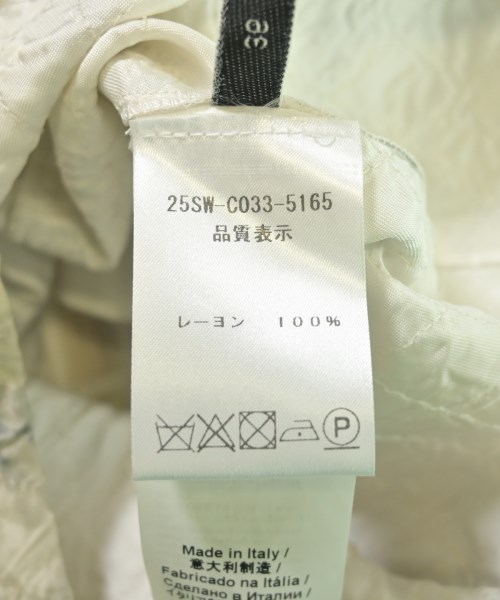 3e
25SW-C033-5165
品質表示
レーヨン 100%
P
Made in Italy /
意大利制造 /
Fabricado na Itália /
Сделано в Италии /